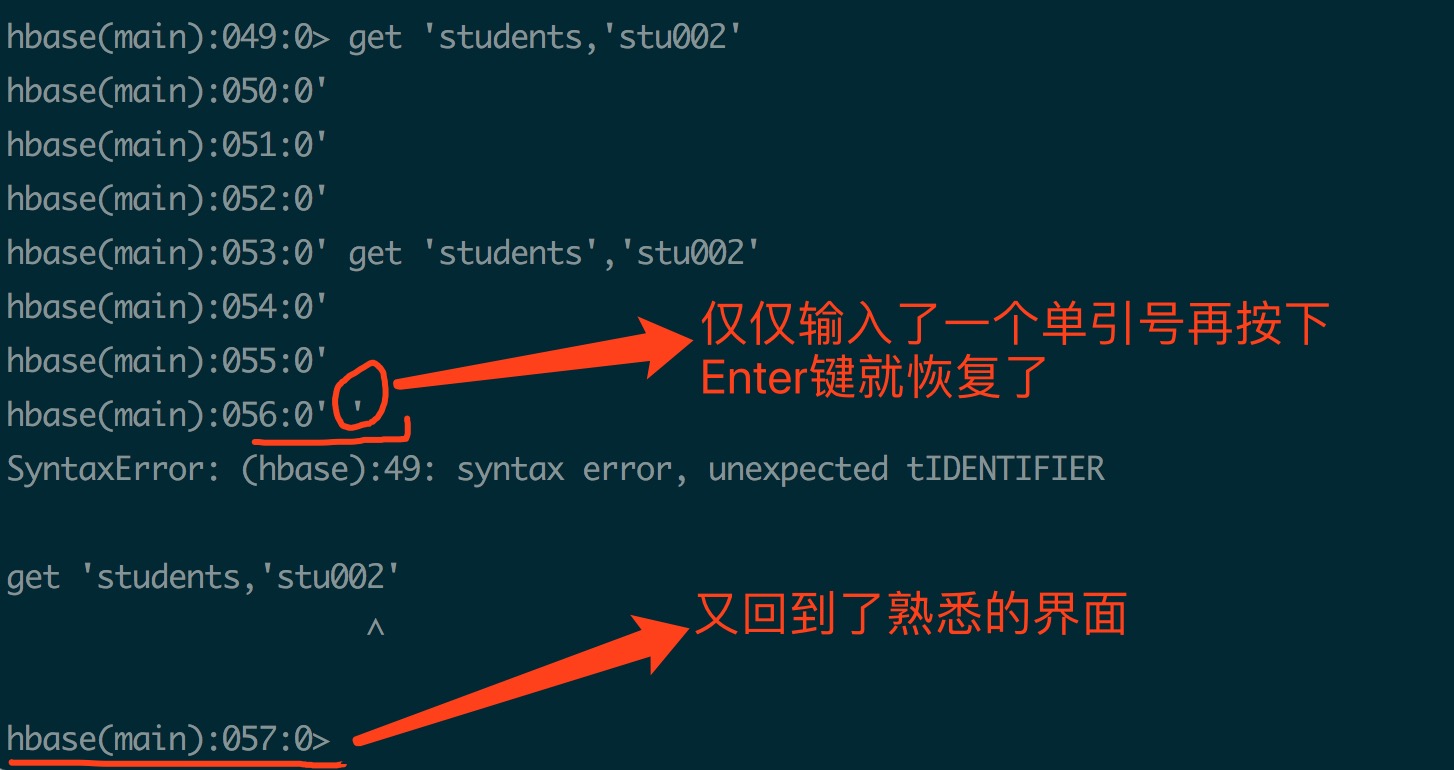 hbase(main):049:0> get 'students,'stu002'
hbase(main):050:0'
hbase(main):051:0'
hbase(main):052:0'
hbase(main):053:0' get 'students','stu002'
hbase(main):054:0'
仅仅输入了一个单引号再按下
hbase(main):055:0'
Enter键就恢复了
hbase(main):056:0' '
SyntaxError: (hbase):49: syntax error, unexpected tIDENTIFIER
get 'students,'stu002'
^
又回到了熟悉的界面
hbase(main):057:0>